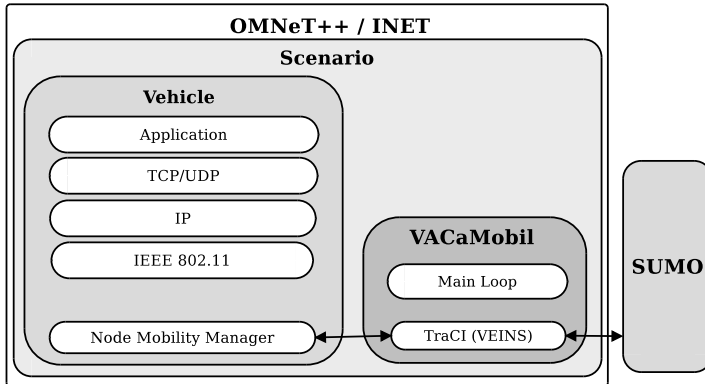 OMNeT++ / INET
Scenario
Vehicle
Application
TCP/UDP
IP
IEEE 802.11
Node Mobility Manager
VACaMobil
Main Loop
TraCI (VEINS)
SUMO